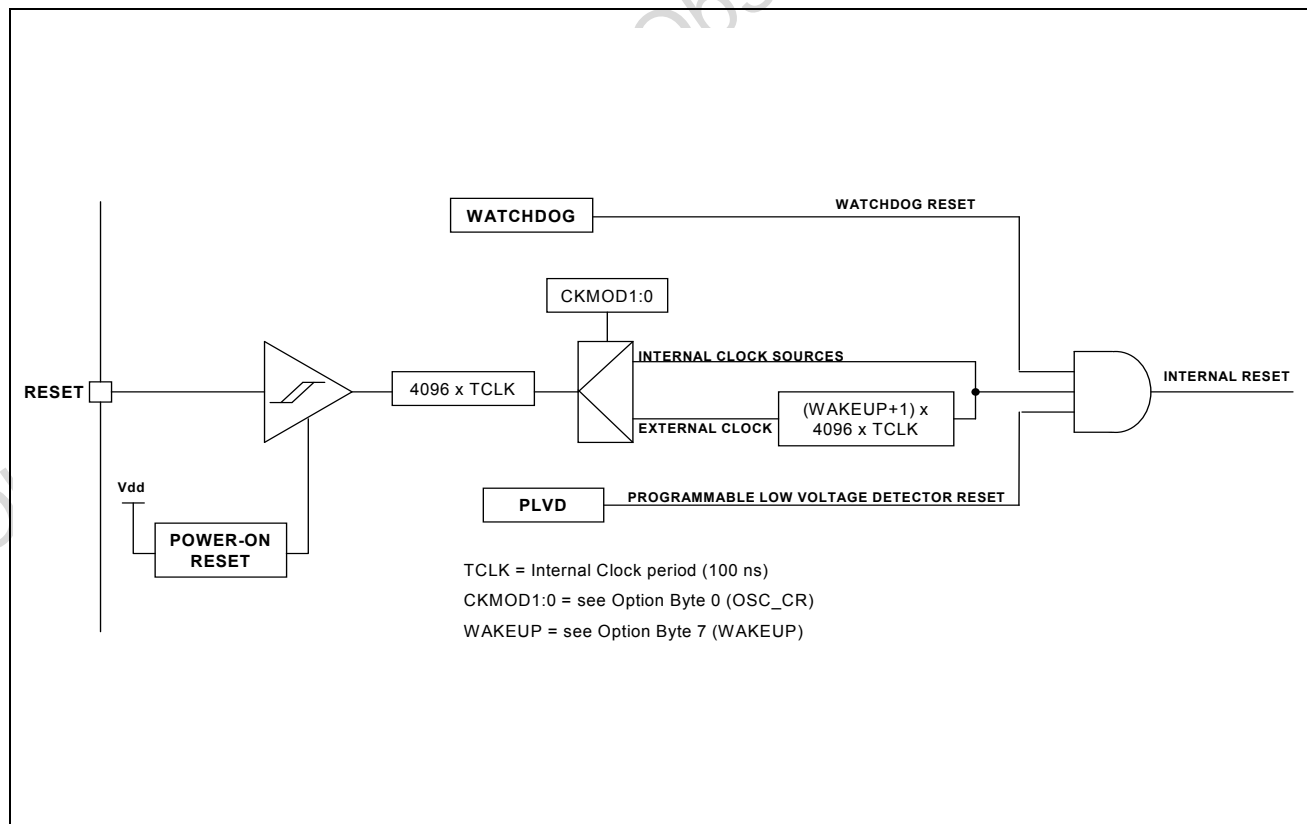 WATCHDOG
WATCHDOG RESET
CKMOD1:0
INTERNAL CLOCK SOURCES
RESET
4096 x TCLK
INTERNAL RESET
EXTERNAL CLOCK
(WAKEUP+1) x
4096 x TCLK
Vdd
PLVD
PROGRAMMABLE LOW VOLTAGE DETECTOR RESET
POWER-ON
RESET
TCLK = Internal Clock period (100 ns)
CKMOD1:0 = see Option Byte 0 (OSC_CR)
WAKEUP = see Option Byte 7 (WAKEUP)